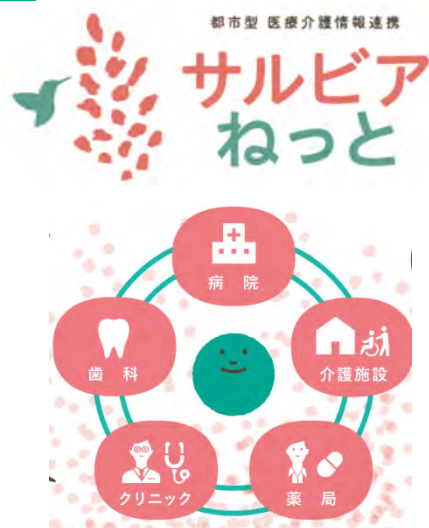 都市型 医療介護情報連携
サルビア
ねっと
病院
歯科
介護施設
クリニック
薬局